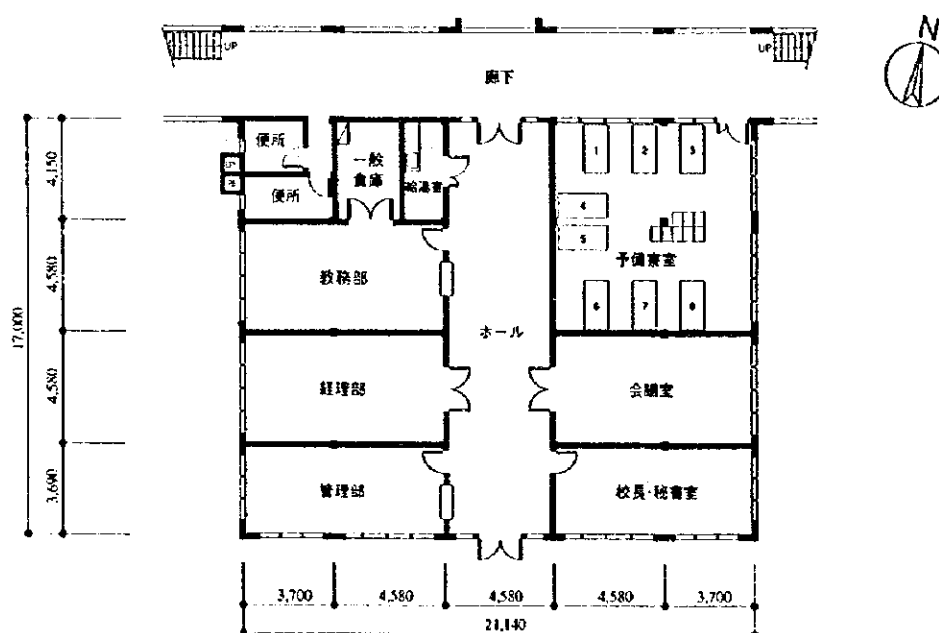 N
UP
UP
廊下
便所
一般
倉庫
給湯室
便所
1
2
3
4
5
予備寮室
6
7
8
教務部
ホール
経理部
会議室
管理部
校長・秘書室
4,150
4,580
4,580
3,690
17,000
3,700
4,580
4,580
4,580
3,700
21,140